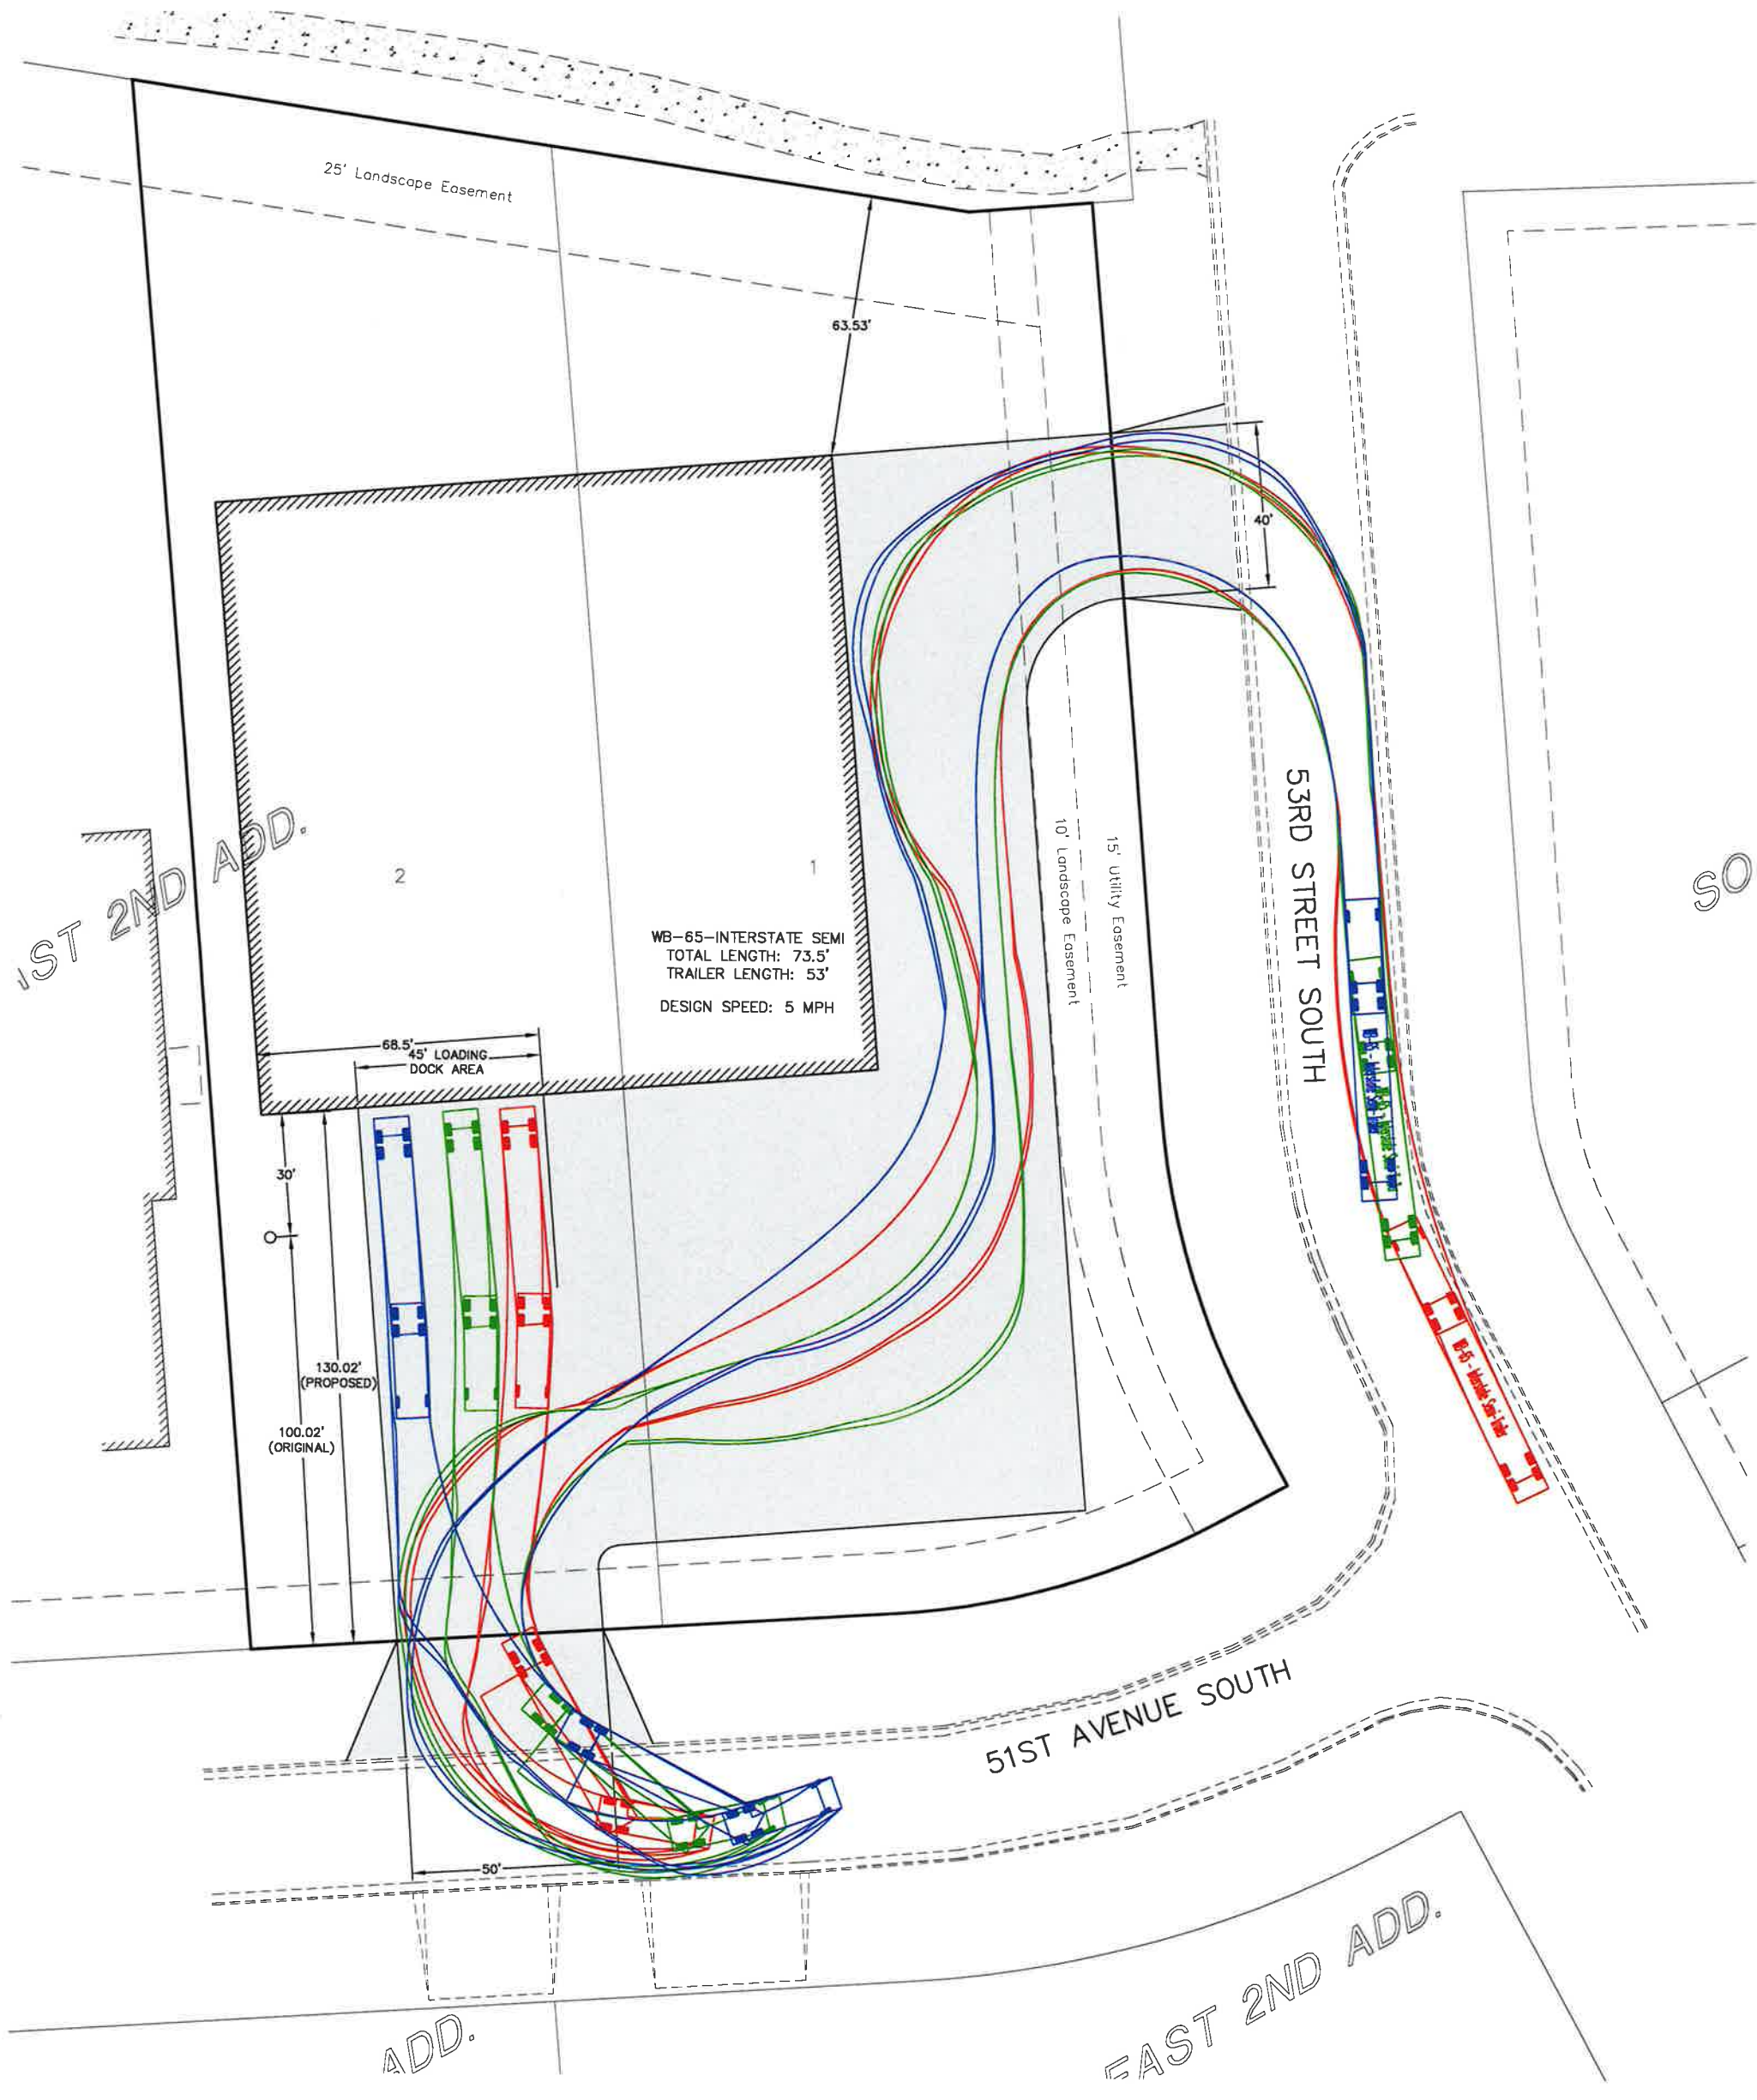 25' Landscape Easement
63.53'
40'
53RD STREET SOUTH
15' Utility Easement
10' Landscape Easement
SO
ST 2ND ADD.
2
1
WB-65-INTERSTATE SEMI
TOTAL LENGTH: 73.5'
TRAILER LENGTH: 53'
DESIGN SPEED: 5 MPH
68.5'
45' LOADING
DOCK AREA
30'
130.02'
(PROPOSED)
100.02'
(ORIGINAL)
51ST AVENUE SOUTH
50'
ADD.
EAST 2ND ADD.